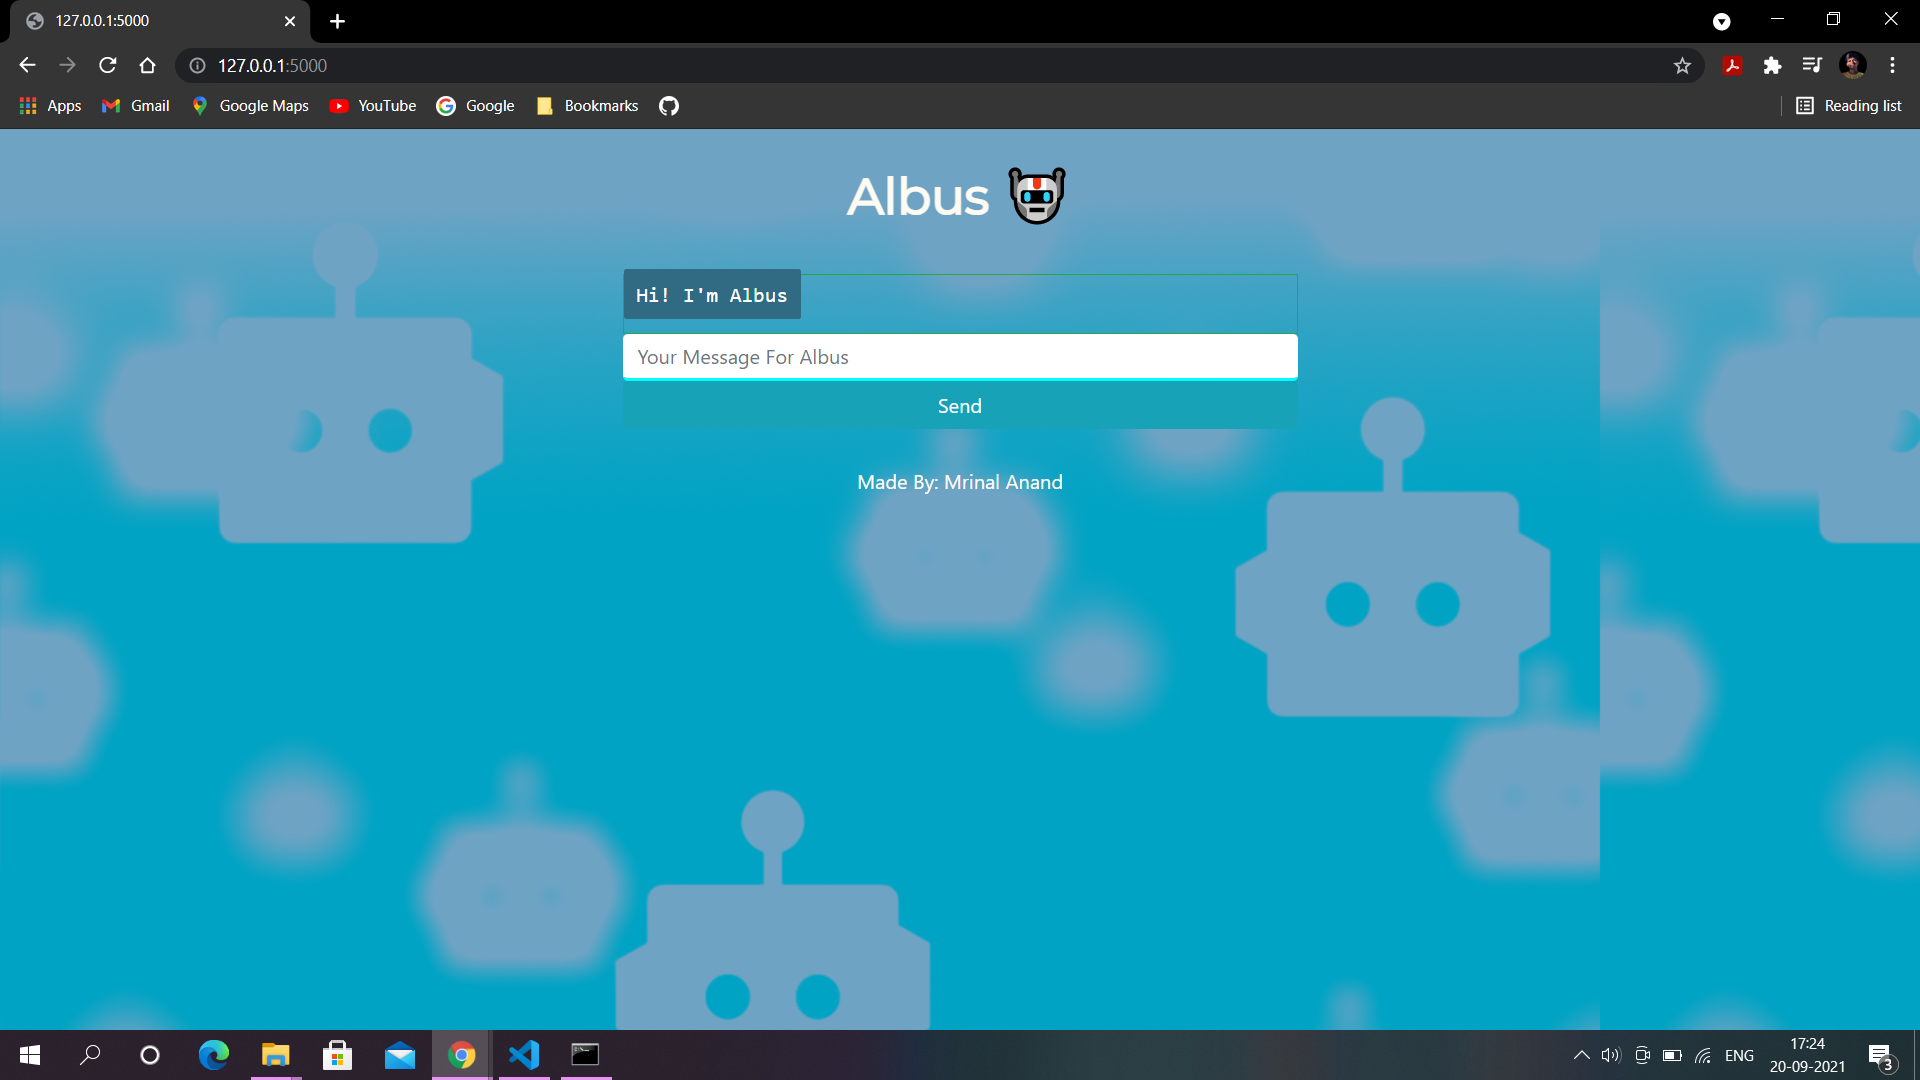 127.0.0.1:5000
127.0.0.1:5000
Apps Gmail Google Maps YouTube Google Bookmarks Reading list
Albus
Hi! I'm Albus
Your Message For Albus
Send
Made By: Mrinal Anand
ENG 17:24
20-09-2021
3